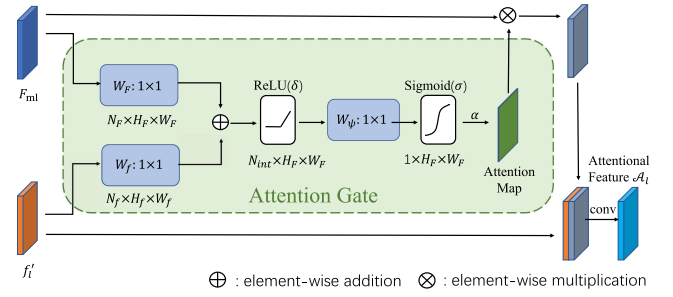 F_ml
W_F: 1×1
N_F×H_F×W_F
ReLU(δ)
Sigmoid(σ)
W_ψ: 1×1
α
N_int×H_F×W_F
1×H_F×W_F
Attention
Map
W_f: 1×1
N_f×H_f×W_f
Attention Gate
Attentional
Feature 𝒜_l
conv
f_l′
⊕ : element-wise addition
⊗ : element-wise multiplication